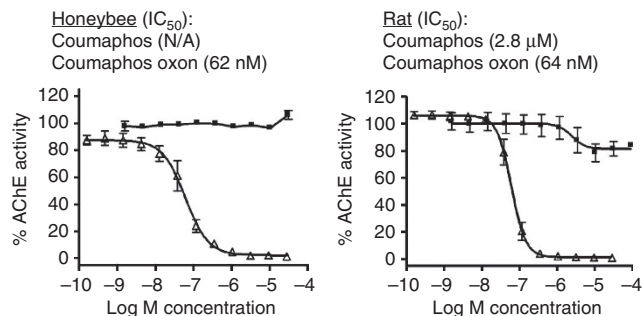 Honeybee (IC50):
Coumaphos (N/A)
Coumaphos oxon (62 nM)
120
100
80
60
40
20
0
% AChE activity
–10 –9 –8 –7 –6 –5 –4
Log M concentration
Rat (IC50):
Coumaphos (2.8 μM)
Coumaphos oxon (64 nM)
120
100
80
60
40
20
0
% AChE activity
–10 –9 –8 –7 –6 –5 –4
Log M concentration